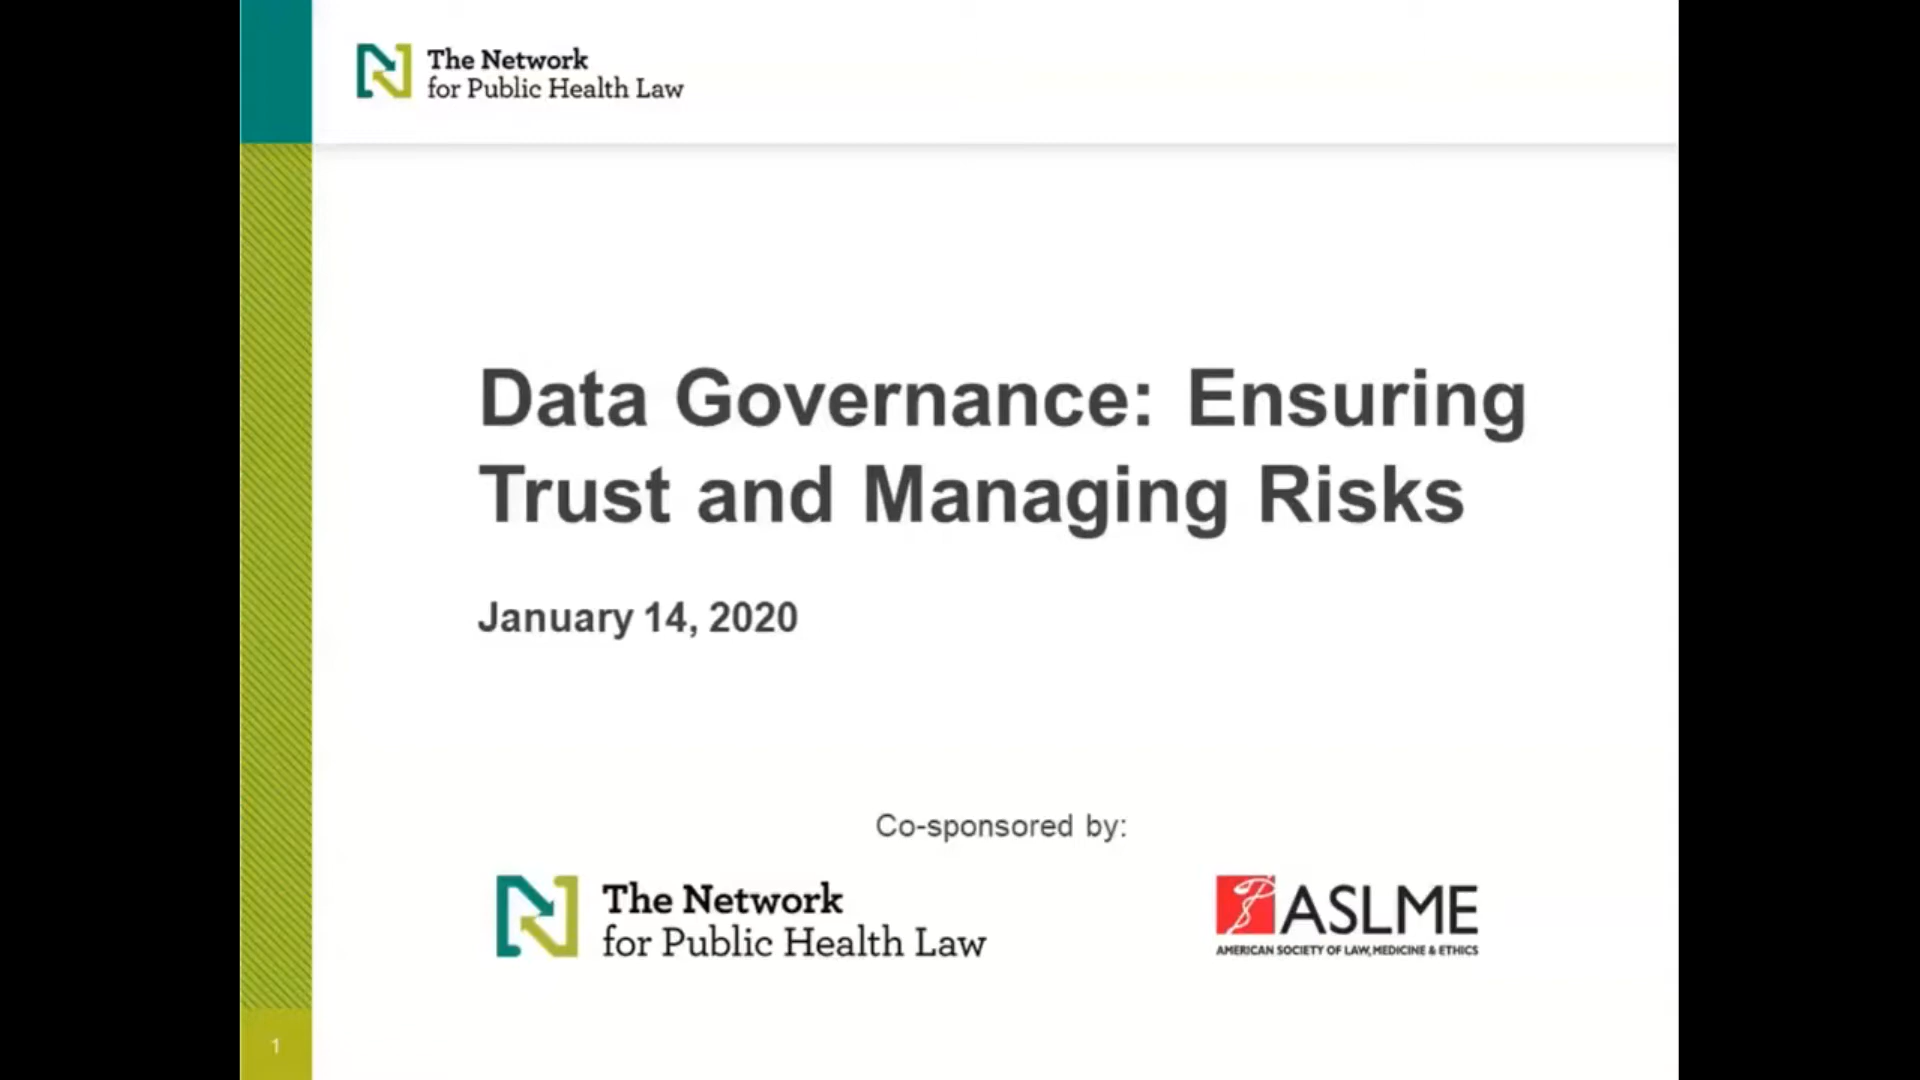 The Network
for Public Health Law
Data Governance: Ensuring
Trust and Managing Risks
January 14, 2020
Co-sponsored by:
The Network
for Public Health Law
ASLME
AMERICAN SOCIETY OF LAW, MEDICINE & ETHICS
1